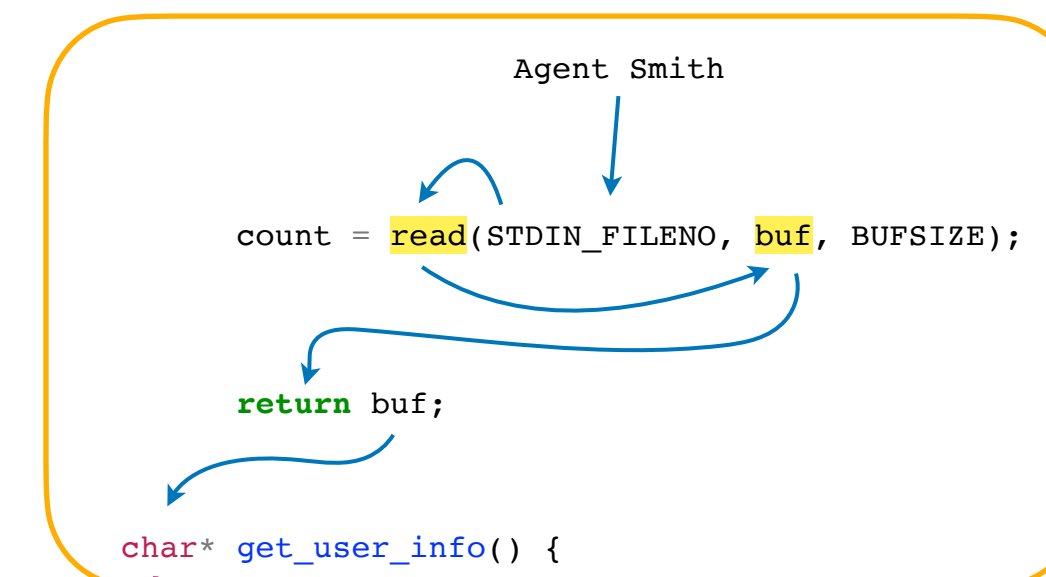 Agent Smith
count = read(STDIN_FILENO, buf, BUFSIZE);
return buf;
char* get_user_info() {